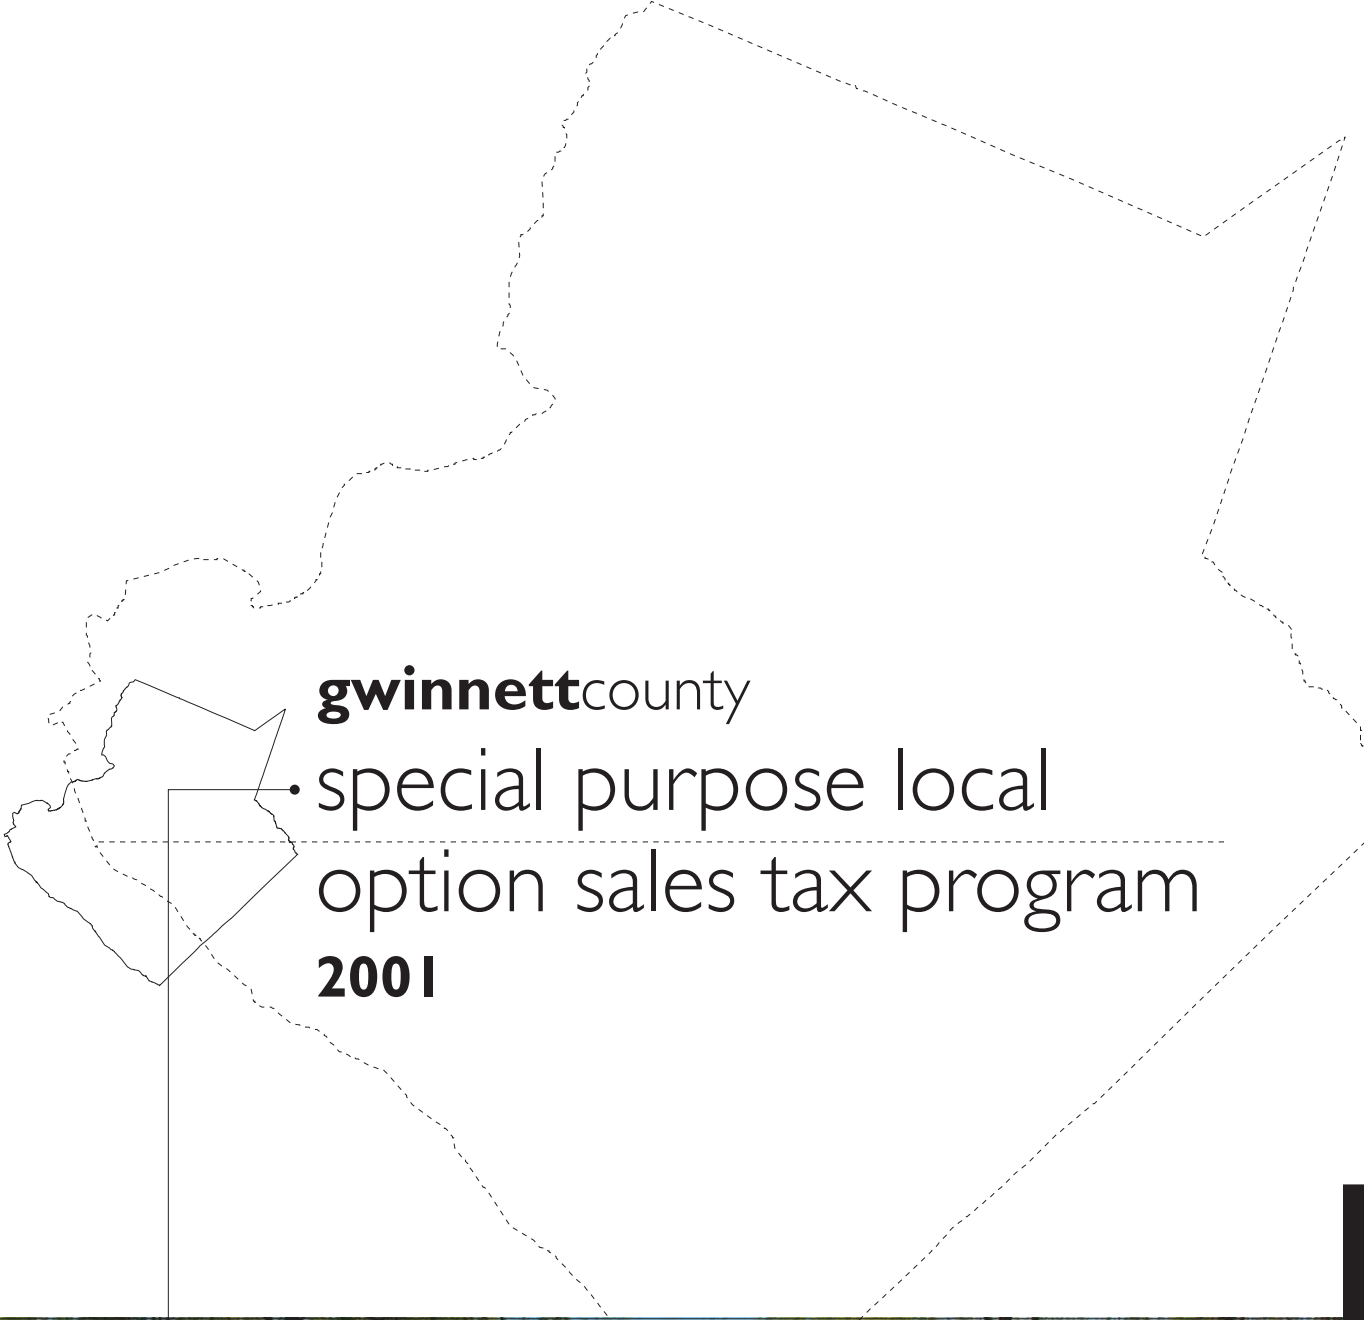 gwinnettcounty
special purpose local
option sales tax program
2001